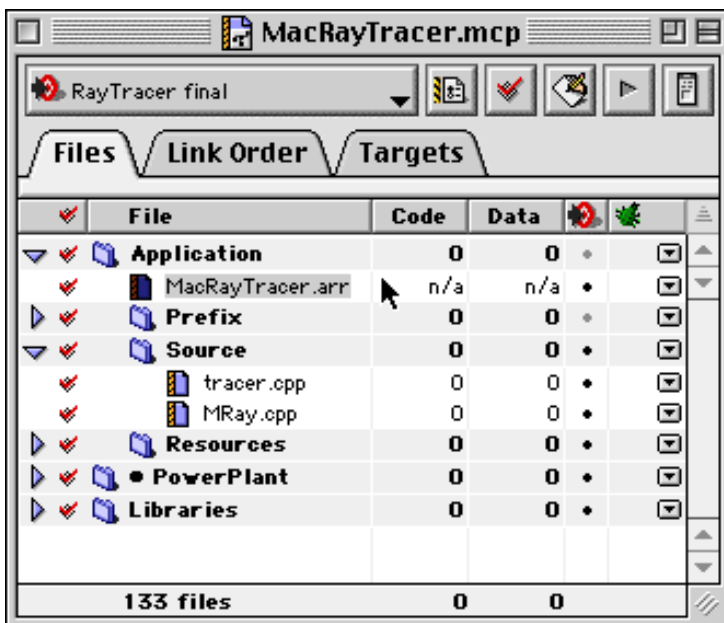 MacRayTracer.mcp
RayTracer final
Files Link Order Targets
File Code Data
Application 0 0
MacRayTracer.arr n/a n/a
Prefix 0 0
Source 0 0
tracer.cpp 0 0
MRay.cpp 0 0
Resources 0 0
• PowerPlant 0 0
Libraries 0 0
133 files 0 0